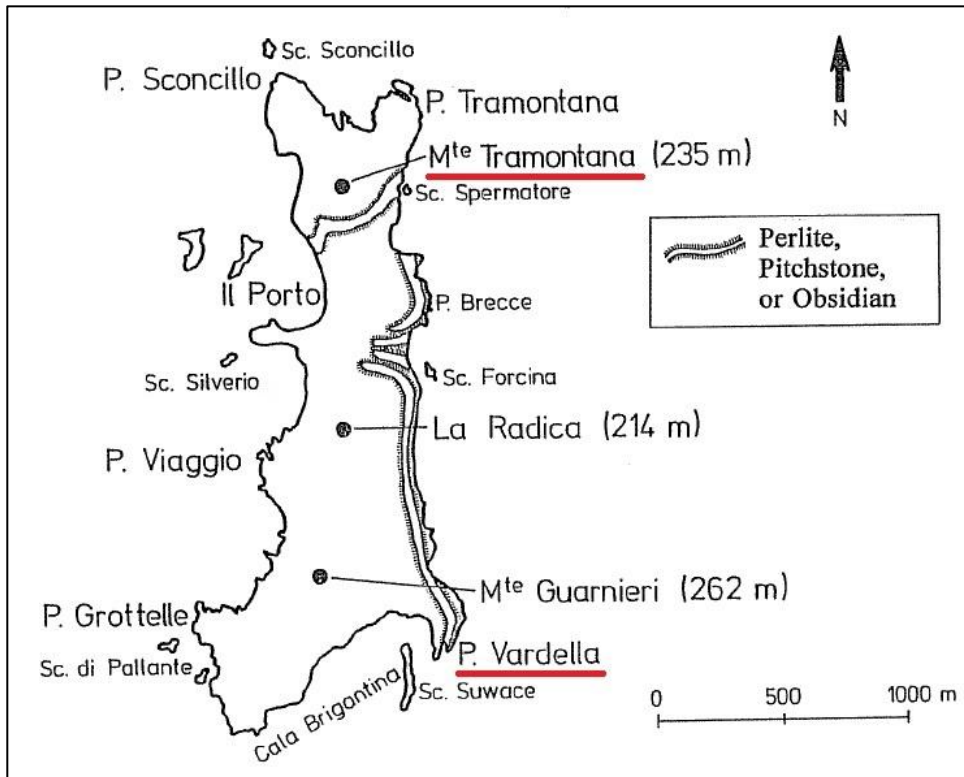 Sc. Sconcillo
P. Sconcillo
P. Tramontana
N
Mte Tramontana (235 m)
Sc. Spermatore
Perlite,
Pitchstone,
or Obsidian
Il Porto
P. Brecce
Sc. Silverio
Sc. Forcina
La Radica (214 m)
P. Viaggio
Mte Guarnieri (262 m)
P. Grottelle
Sc. di Pallante
P. Vardella
Sc. Suwace
Cala Brigantina
0 500 1000 m